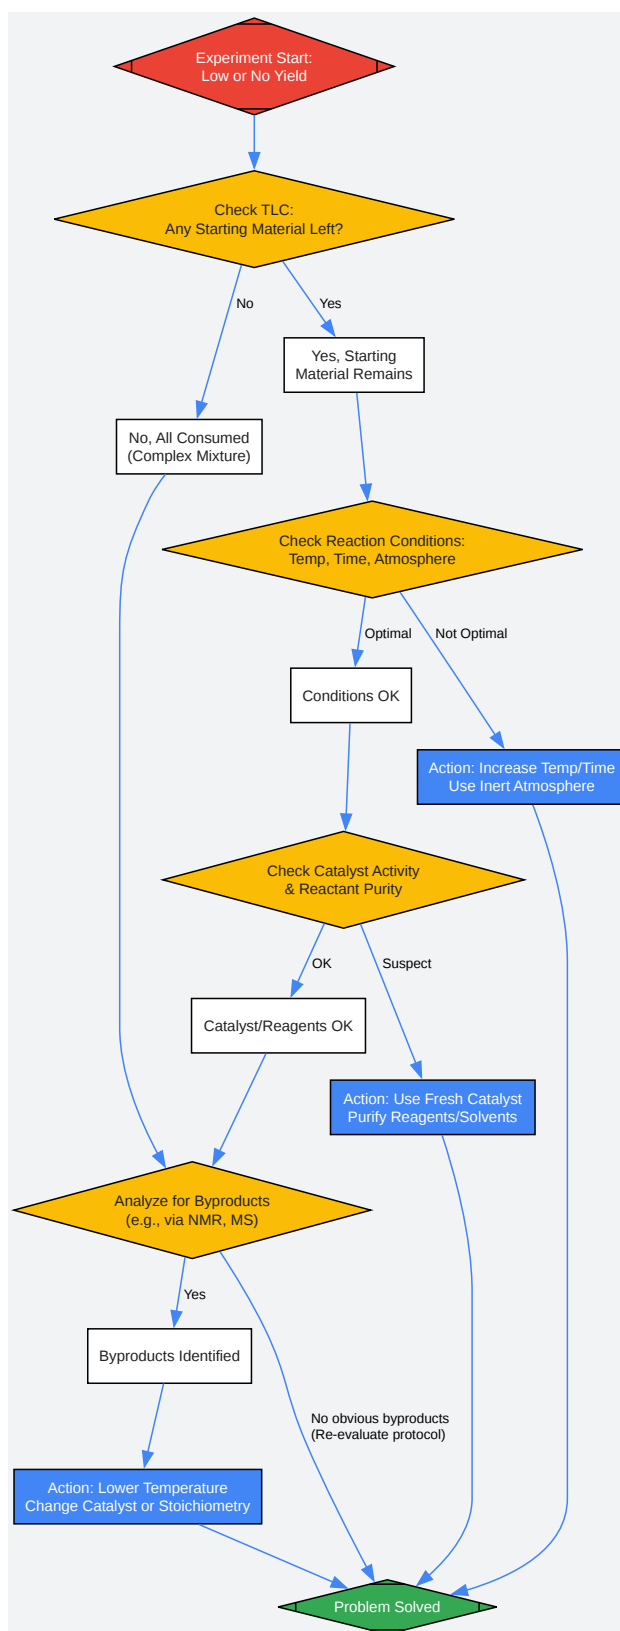 Experiment Start:
Low or No Yield
Check TLC:
Any Starting Material Left?
No
Yes
Yes, Starting
Material Remains
No, All Consumed
(Complex Mixture)
Check Reaction Conditions:
Temp, Time, Atmosphere
Optimal
Not Optimal
Conditions OK
Action: Increase Temp/Time
Use Inert Atmosphere
Check Catalyst Activity
& Reactant Purity
OK
Suspect
Catalyst/Reagents OK
Action: Use Fresh Catalyst
Purify Reagents/Solvents
Analyze for Byproducts
(e.g., via NMR, MS)
Yes
Byproducts Identified
No obvious byproducts
(Re-evaluate protocol)
Action: Lower Temperature
Change Catalyst or Stoichiometry
Problem Solved